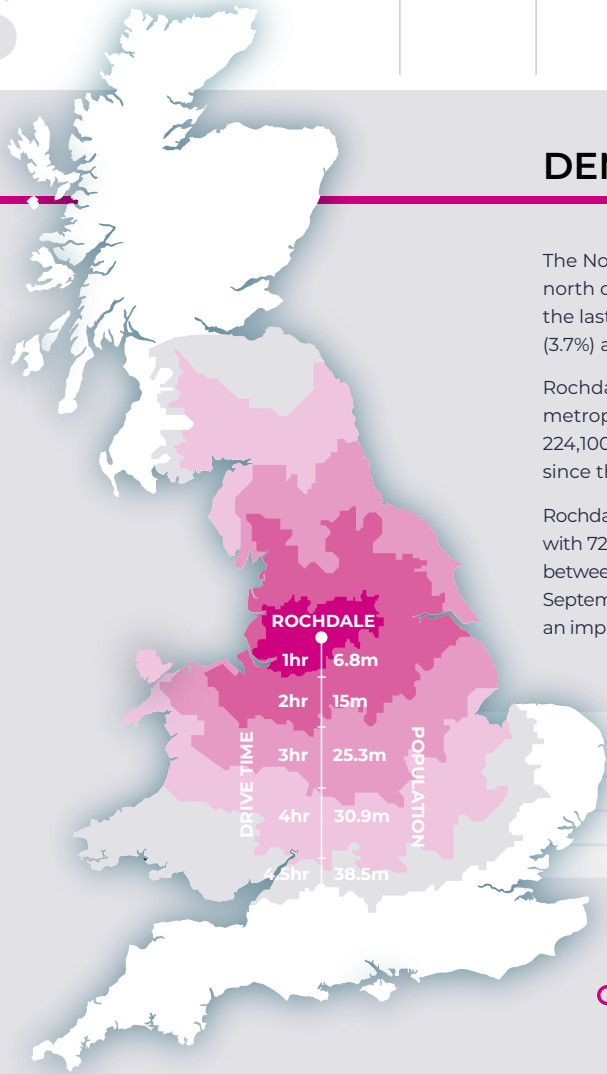 The No
north o
the las
(3.7%) a
Rochda
metrop
224,100
since th
Rochda
with 72
betwee
Septem
an imp
ROCHDALE
1hr 6.8m
2hr 15m
3hr 25.3m
4hr 30.9m
4.5hr 38.5m
DRIVE TIME
POPULATION